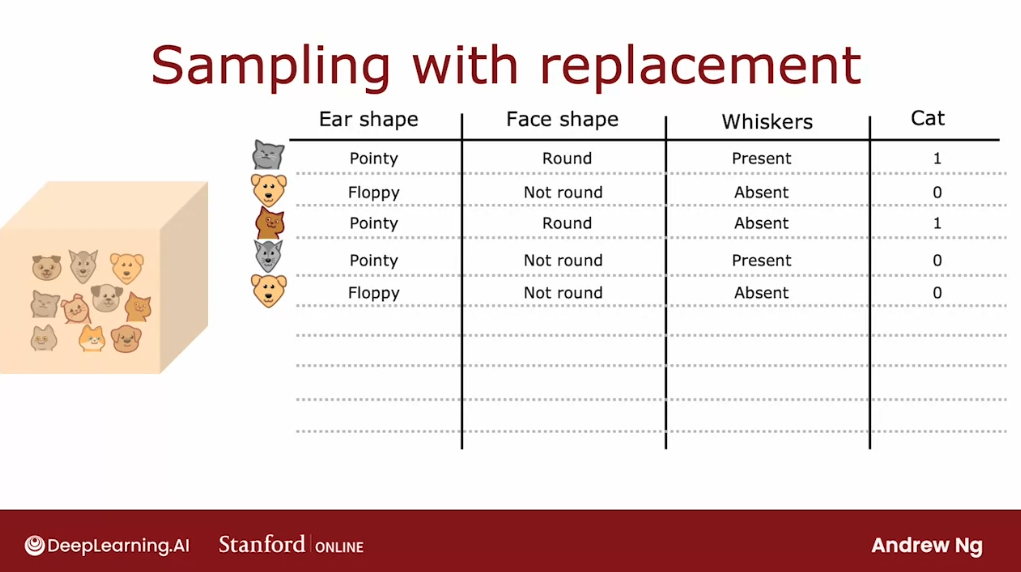 Sampling with replacement
Ear shape Face shape Whiskers Cat
Pointy Round Present 1
Floppy Not round Absent 0
Pointy Round Absent 1
Pointy Not round Present 0
Floppy Not round Absent 0
DeepLearning.AI Stanford ONLINE Andrew Ng